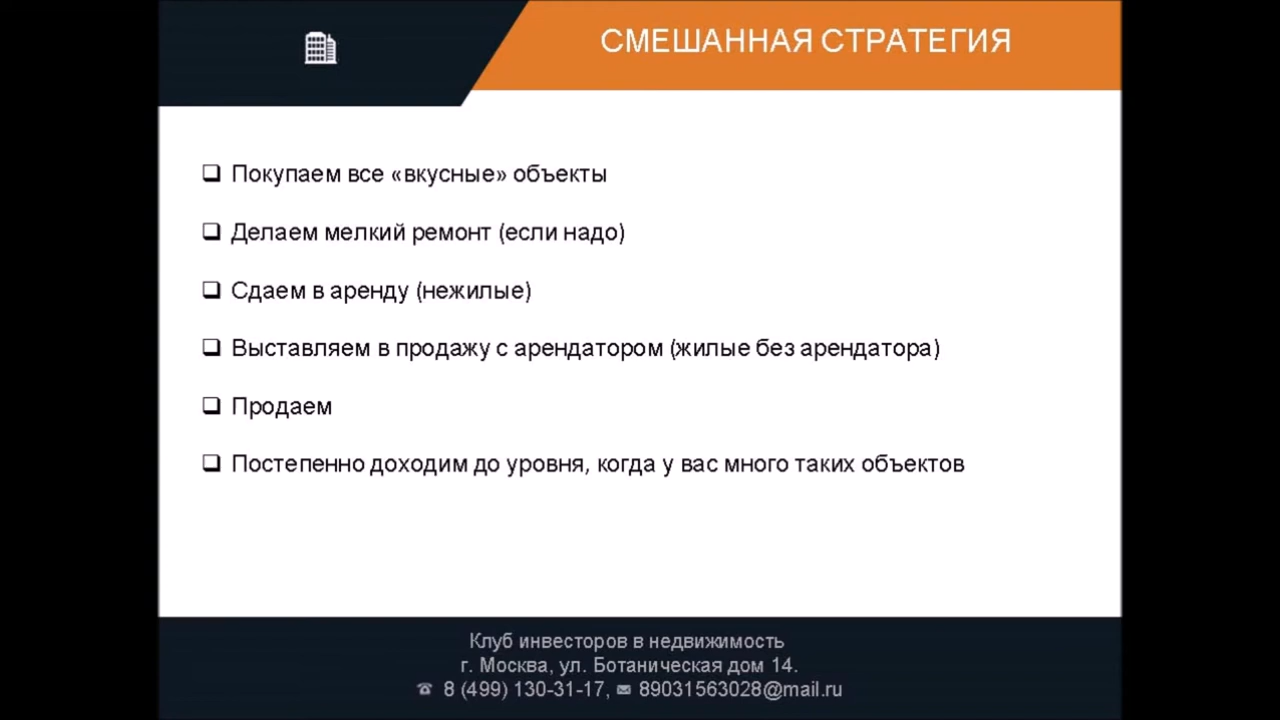 СМЕШАННАЯ СТРАТЕГИЯ
Покупаем все «вкусные» объекты
Делаем мелкий ремонт (если надо)
Сдаем в аренду (нежилые)
Выставляем в продажу с арендатором (жилые без арендатора)
Продаем
Постепенно доходим до уровня, когда у вас много таких объектов
Клуб инвесторов в недвижимость
г. Москва, ул. Ботаническая дом 14.
☎ 8 (499) 130-31-17, ✉ 89031563028@mail.ru